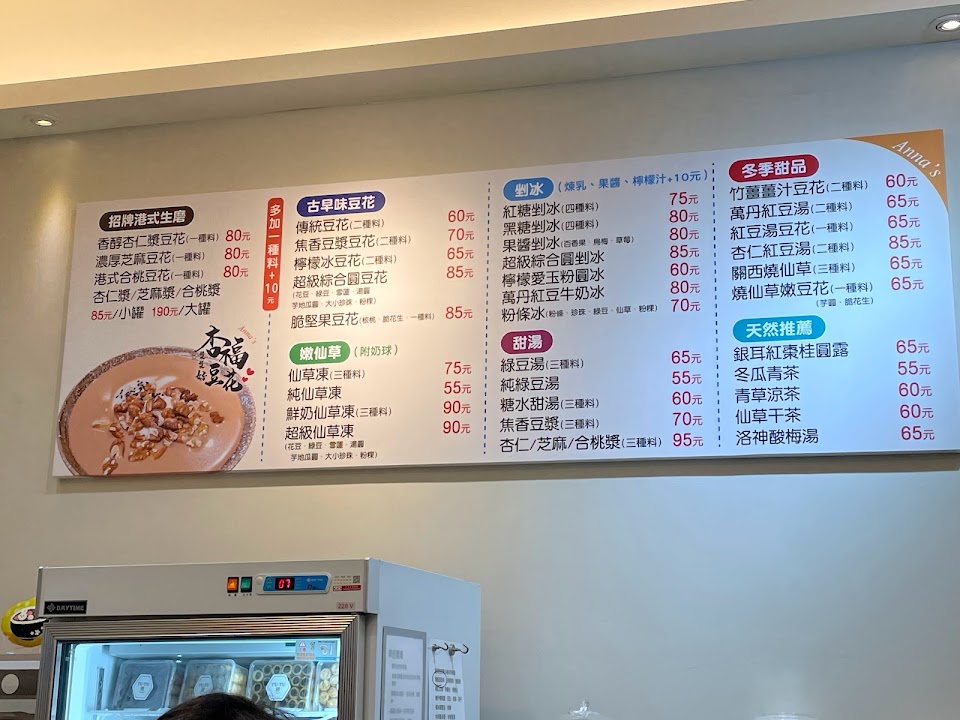 招牌港式生磨
香醇杏仁漿豆花(一種料) 80元
濃厚芝麻豆花(一種料) 80元
港式合桃豆花(一種料) 80元
杏仁漿/芝麻漿/合桃漿
85元/小罐 190元/大罐
Anna's
杏福豆花
多加一種料+10元
古早味豆花
傳統豆花(二種料) 60元
焦香豆漿豆花(二種料) 70元
檸檬冰豆花(二種料) 65元
超級綜合圓豆花 85元
(花豆．綠豆．雪蓮．湯圓
芋地瓜圓．大小珍珠．粉粿)
脆堅果豆花(核桃．脆花生．一種料) 85元
嫩仙草(附奶球)
仙草凍(三種料) 75元
純仙草凍 55元
鮮奶仙草凍(三種料) 90元
超級仙草凍 90元
(花豆．綠豆．雪蓮．湯圓
芋地瓜圓．大小珍珠．粉粿)
剉冰(煉乳、果醬、檸檬汁+10元)
紅糖剉冰(四種料) 75元
黑糖剉冰(四種料) 80元
果醬剉冰(百香果．烏梅．草莓) 80元
超級綜合圓剉冰 85元
檸檬愛玉粉圓冰 60元
萬丹紅豆牛奶冰 80元
粉條冰(粉條．珍珠．綠豆．仙草．粉粿) 70元
甜湯
綠豆湯(三種料) 65元
純綠豆湯 55元
糖水甜湯(三種料) 60元
焦香豆漿(三種料) 70元
杏仁/芝麻/合桃漿(三種料) 95元
Anna's
冬季甜品
竹薑薑汁豆花(二種料) 60元
萬丹紅豆湯(二種料) 65元
紅豆湯豆花(一種料) 65元
杏仁紅豆湯(二種料) 85元
關西燒仙草(三種料) 65元
燒仙草嫩豆花(一種料) 65元
(芋圓．脆花生)
天然推薦
銀耳紅棗桂圓露 65元
冬瓜青茶 55元
青草涼茶 60元
仙草干茶 60元
洛神酸梅湯 65元
DAYTIME
07
220V